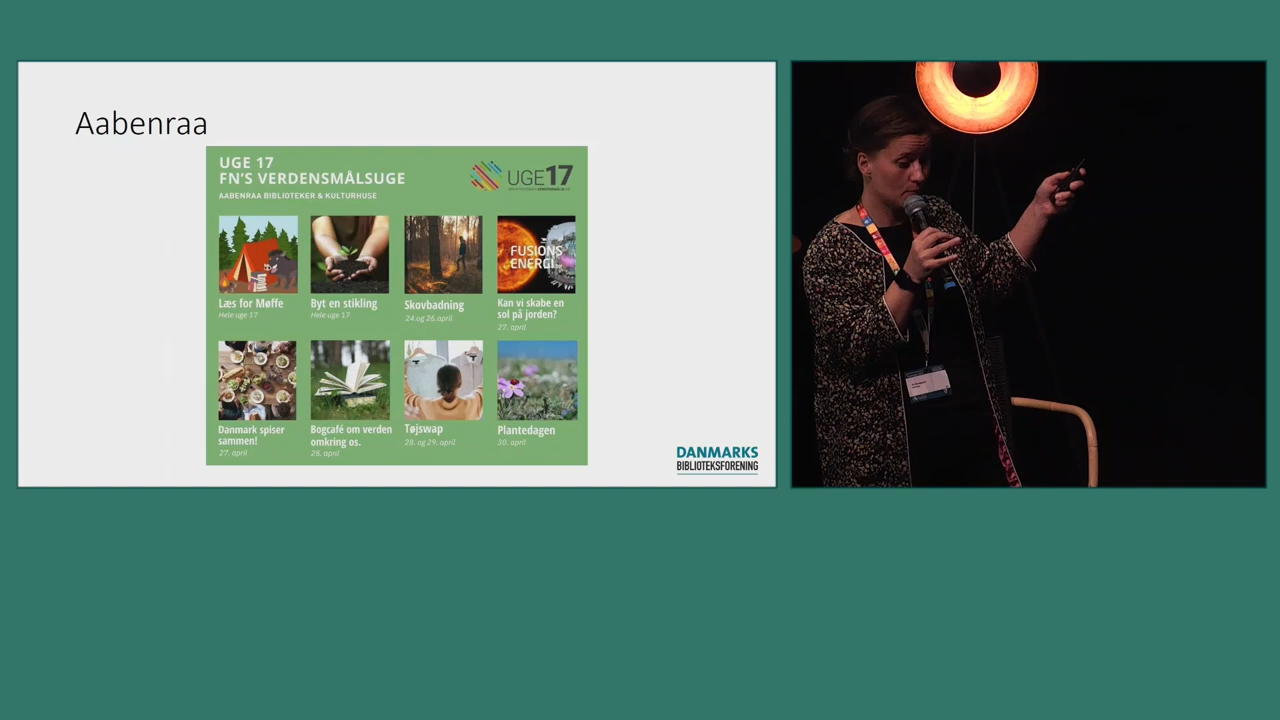 Aabenraa
UGE 17
FN'S VERDENSMÅLSUGE
AABENRAA BIBLIOTEKER & KULTURHUSE
UGE17
Læs for Møffe
Hele uge 17
Byt en stikling
Hele uge 17
Skovbadning
24.og 26.april
FUSIONS
ENERGI
Kan vi skabe en
sol på jorden?
27. april
Danmark spiser
sammen!
27. april
Bogcafé om verden
omkring os.
28. april
Tøjswap
28. og 29. april
Plantedagen
30. april
DANMARKS
BIBLIOTEKSFORENING